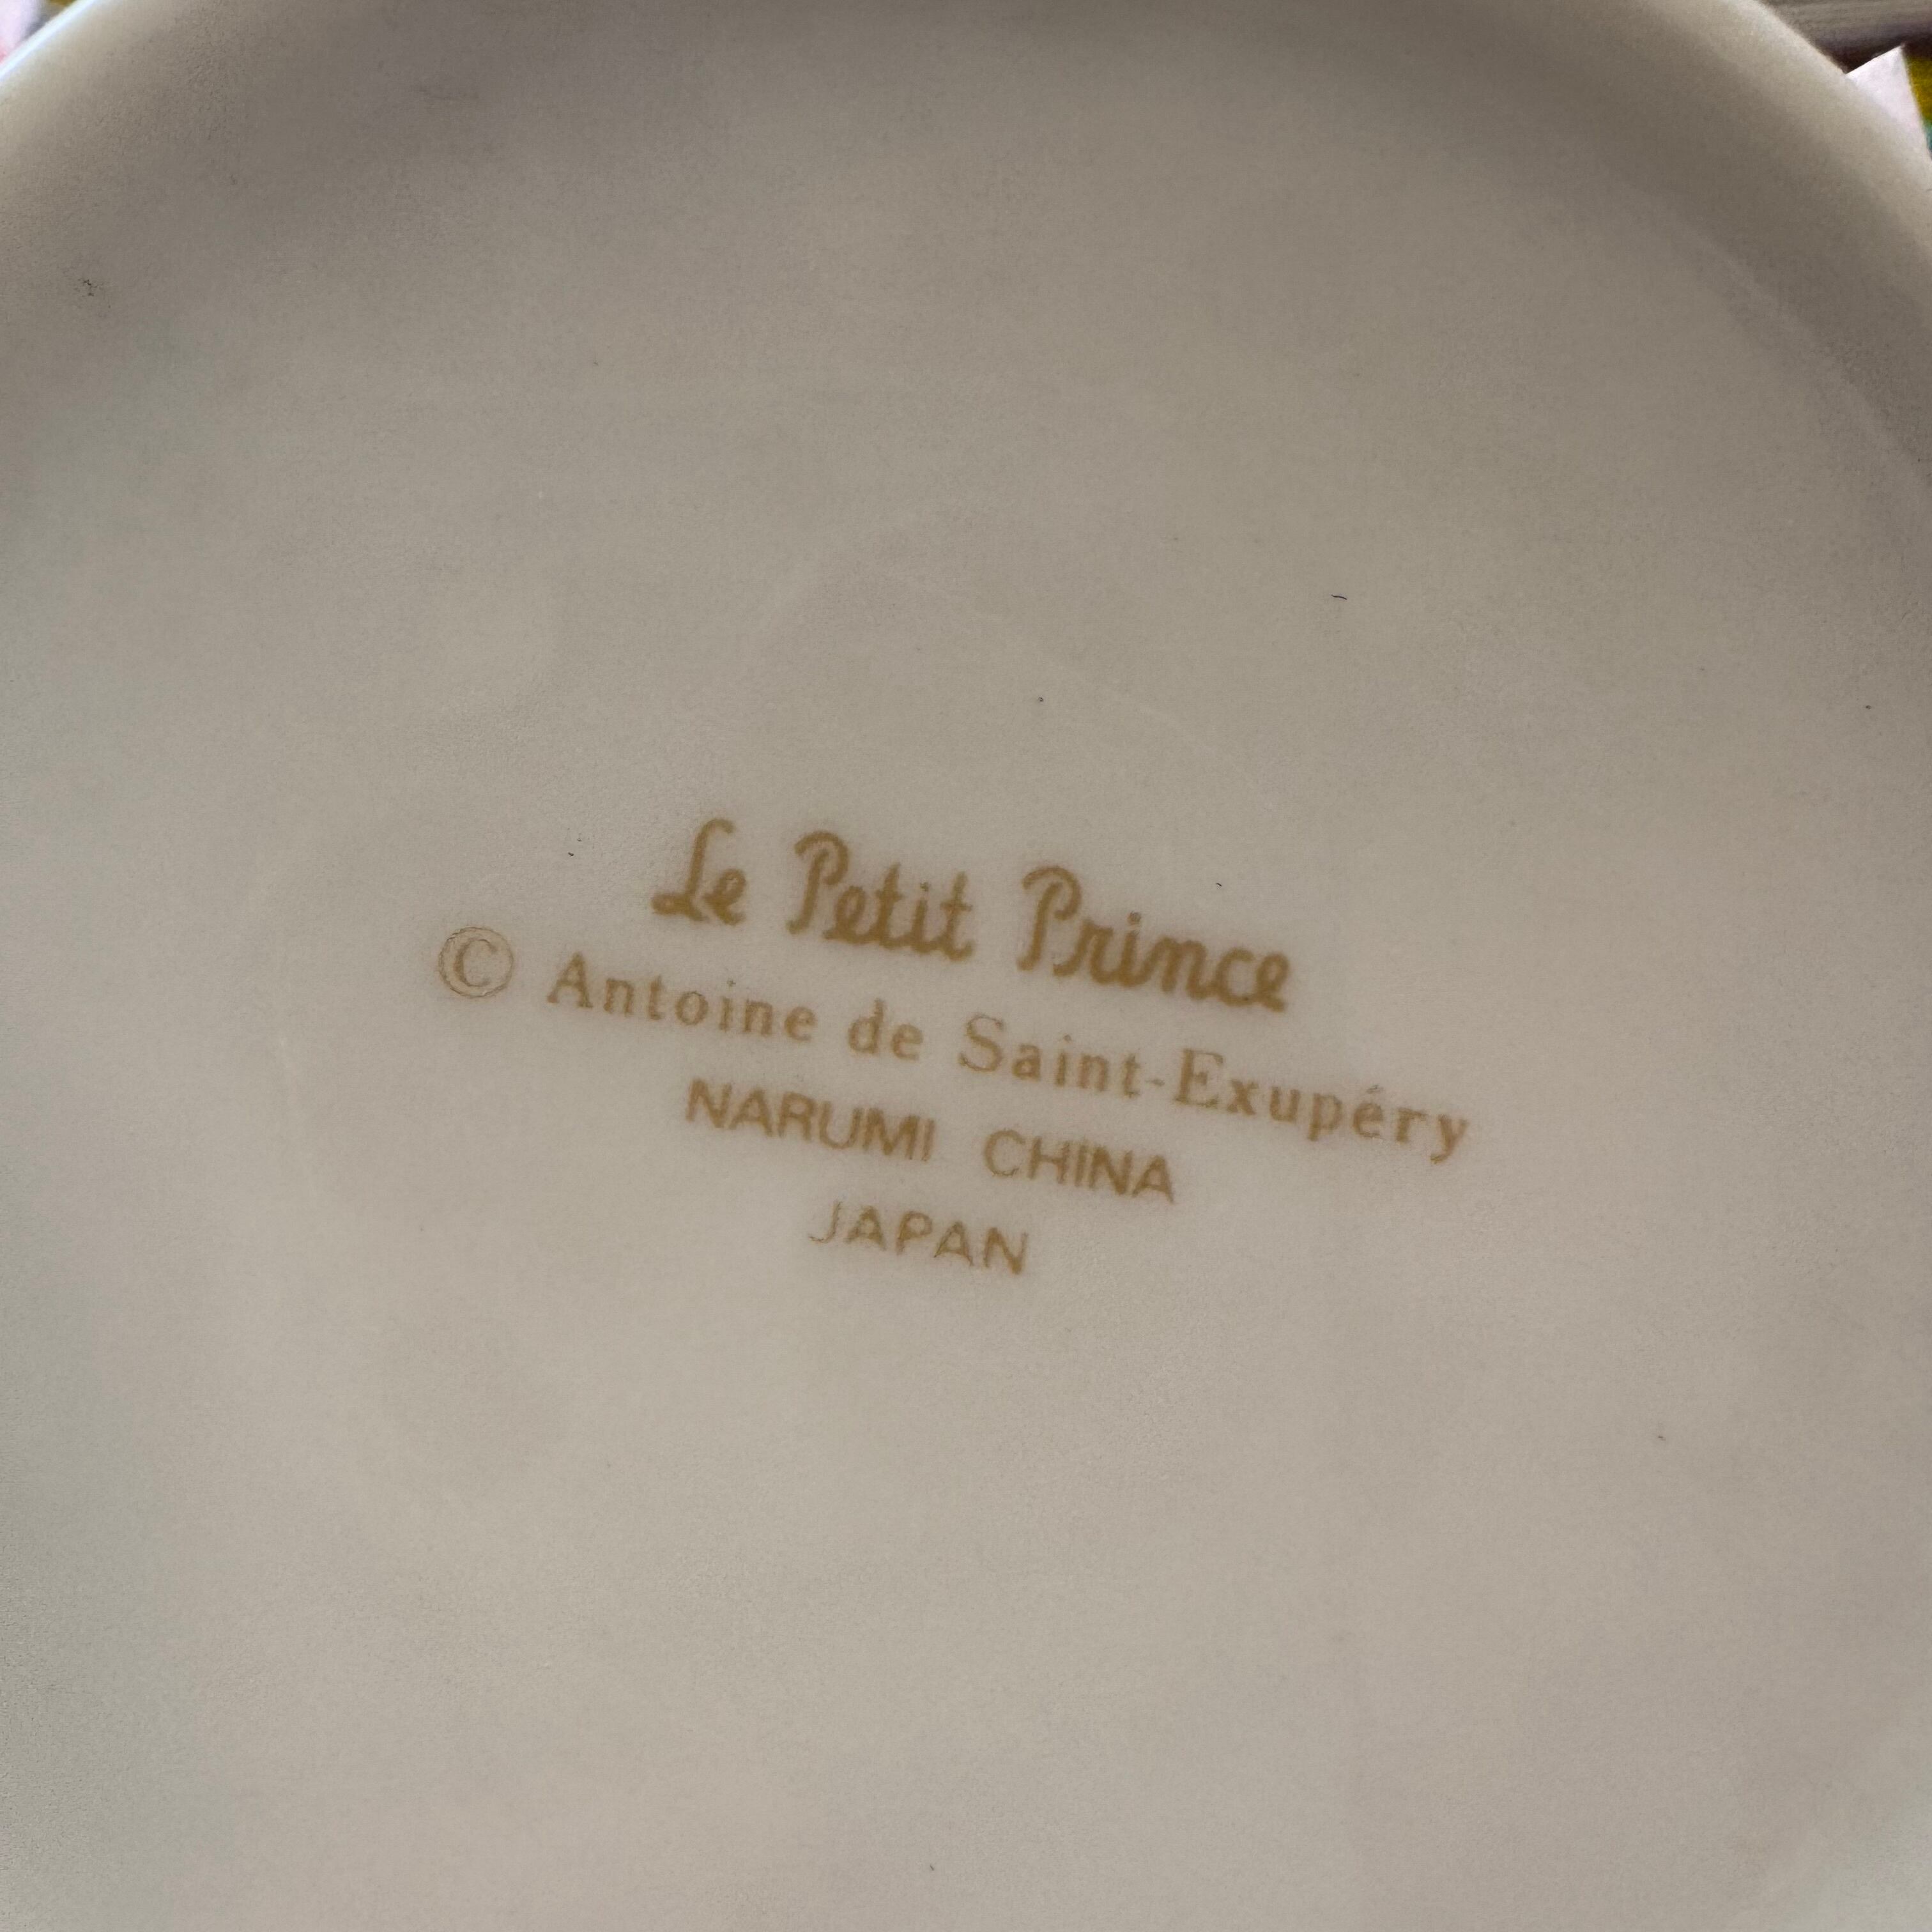 Le Petit Prince
© Antoine de Saint-Exupéry
NARUMI CHINA
JAPAN